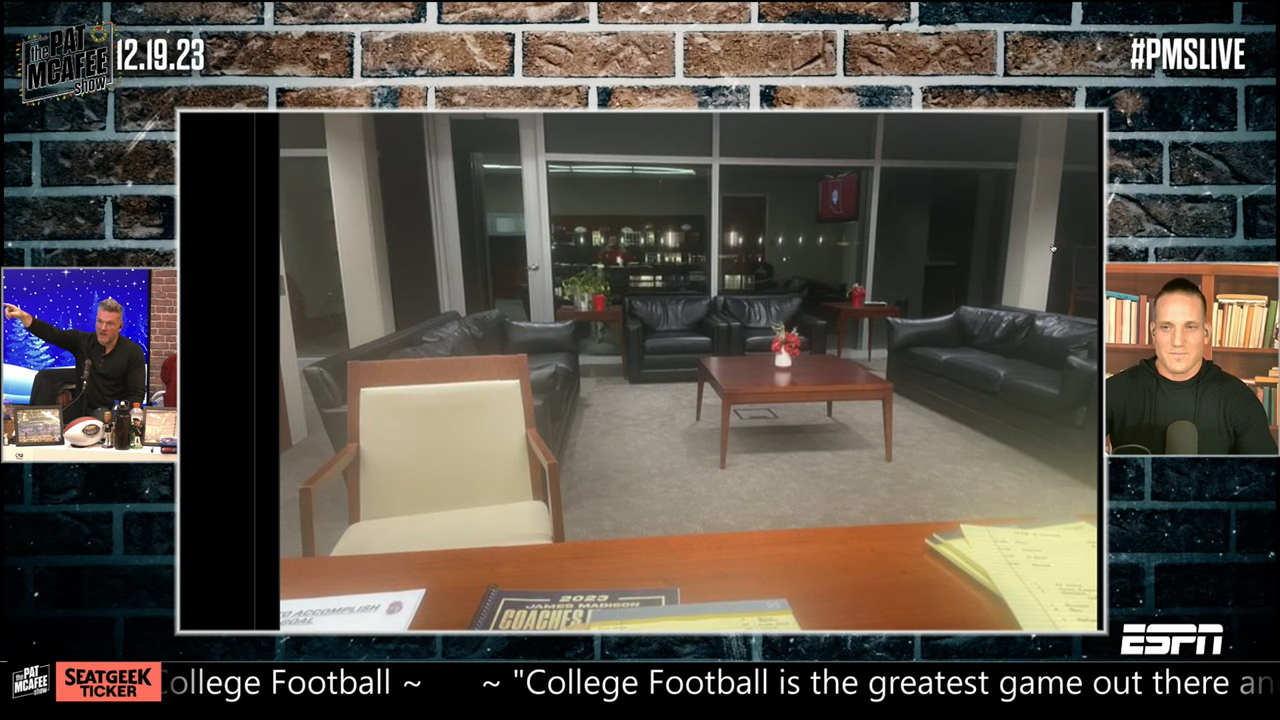 the
PAT
MCAFEE
show
12.19.23
#PMSLIVE
TO ACCOMPLISH
GOAL
2023
JAMES MADISON
COACHES
ESPN
the
PAT
MCAFEE
show
SEATGEEK
TICKER
College Football ~ ~ "College Football is the greatest game out there an